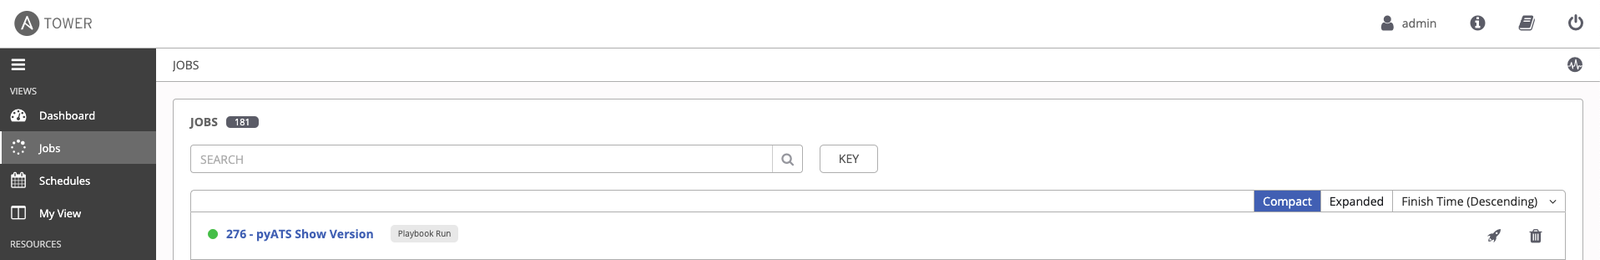 A TOWER
admin
VIEWS
Dashboard
Jobs
Schedules
My View
RESOURCES
JOBS
JOBS 181
SEARCH
KEY
Compact Expanded Finish Time (Descending)
276 - pyATS Show Version Playbook Run